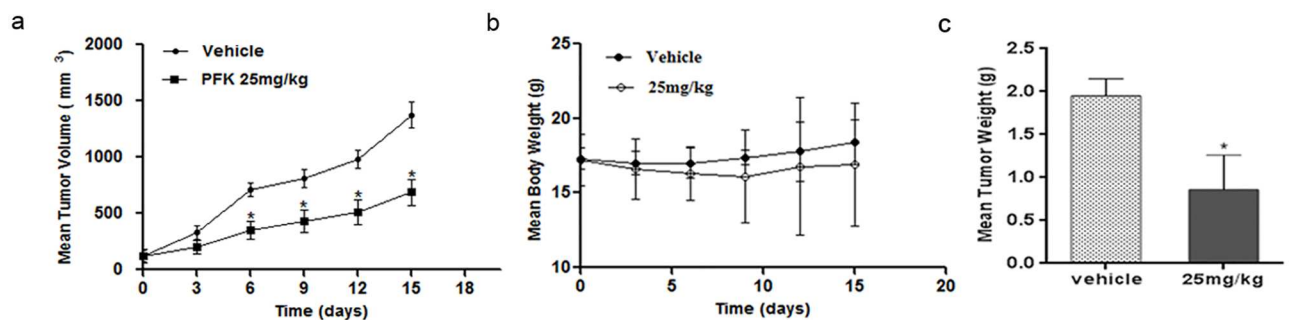 a
Mean Tumor Volume ( mm 3)
2000
1500
1000
500
0
Vehicle
PFK 25mg/kg
*
*
*
*
0 3 6 9 12 15 18
Time (days)
b
Mean Body Weight (g)
25
20
15
10
Vehicle
25mg/kg
0 5 10 15 20
Time (days)
c
Mean Tumor Weight (g)
2.5
2.0
1.5
1.0
0.5
0.0
*
vehicle 25mg/kg